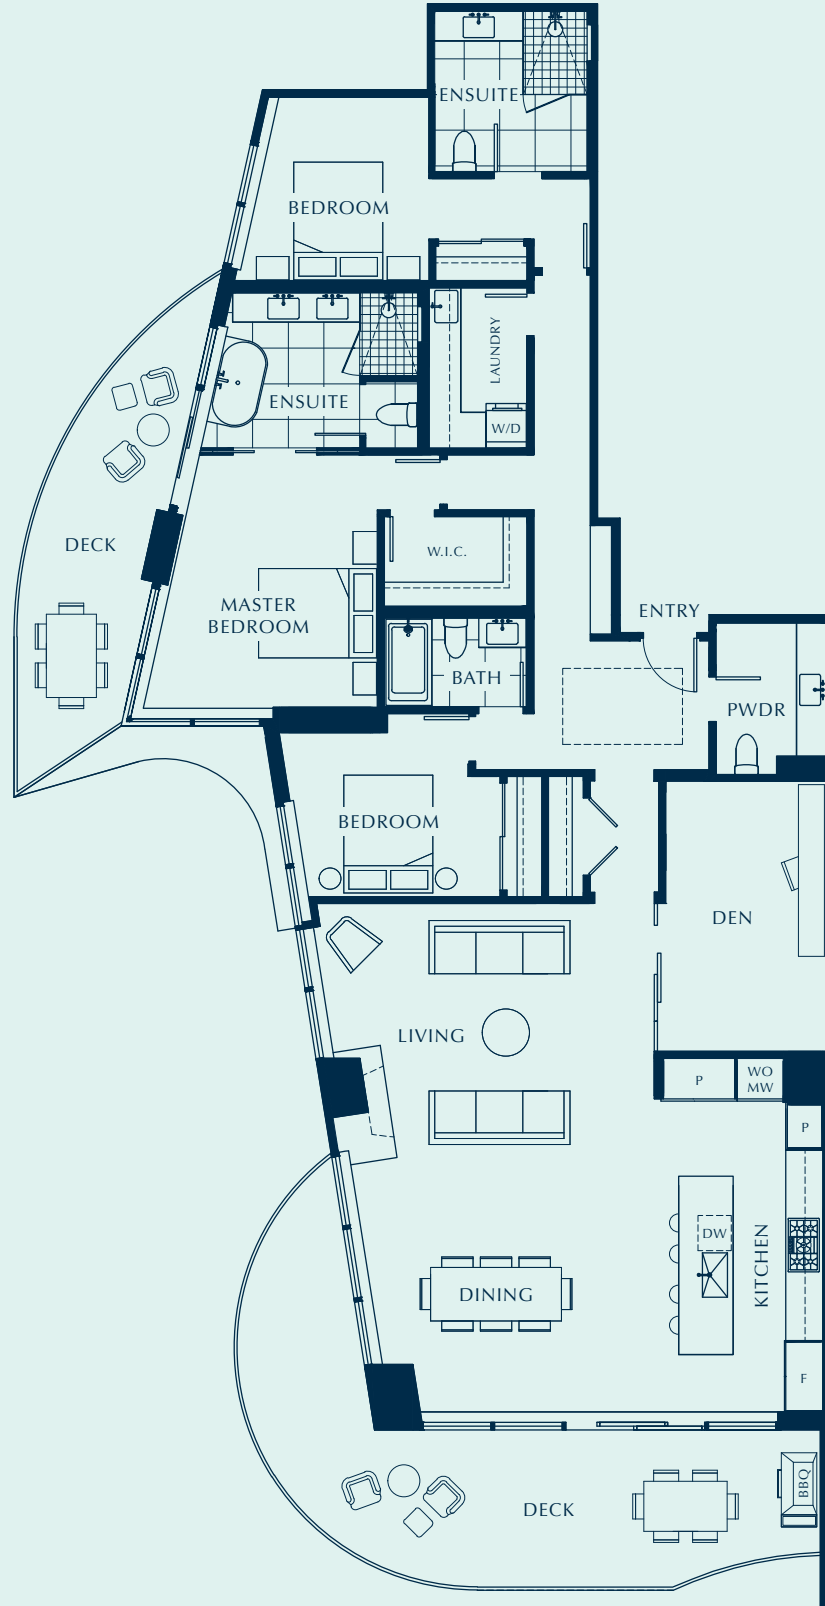 ENSUITE
BEDROOM
LAUNDRY
ENSUITE
W/D
DECK
W.I.C.
MASTER
BEDROOM
ENTRY
BATH
PWDR
BEDROOM
DEN
LIVING
P
WO
MW
P
DW
KITCHEN
DINING
F
BBQ
DECK